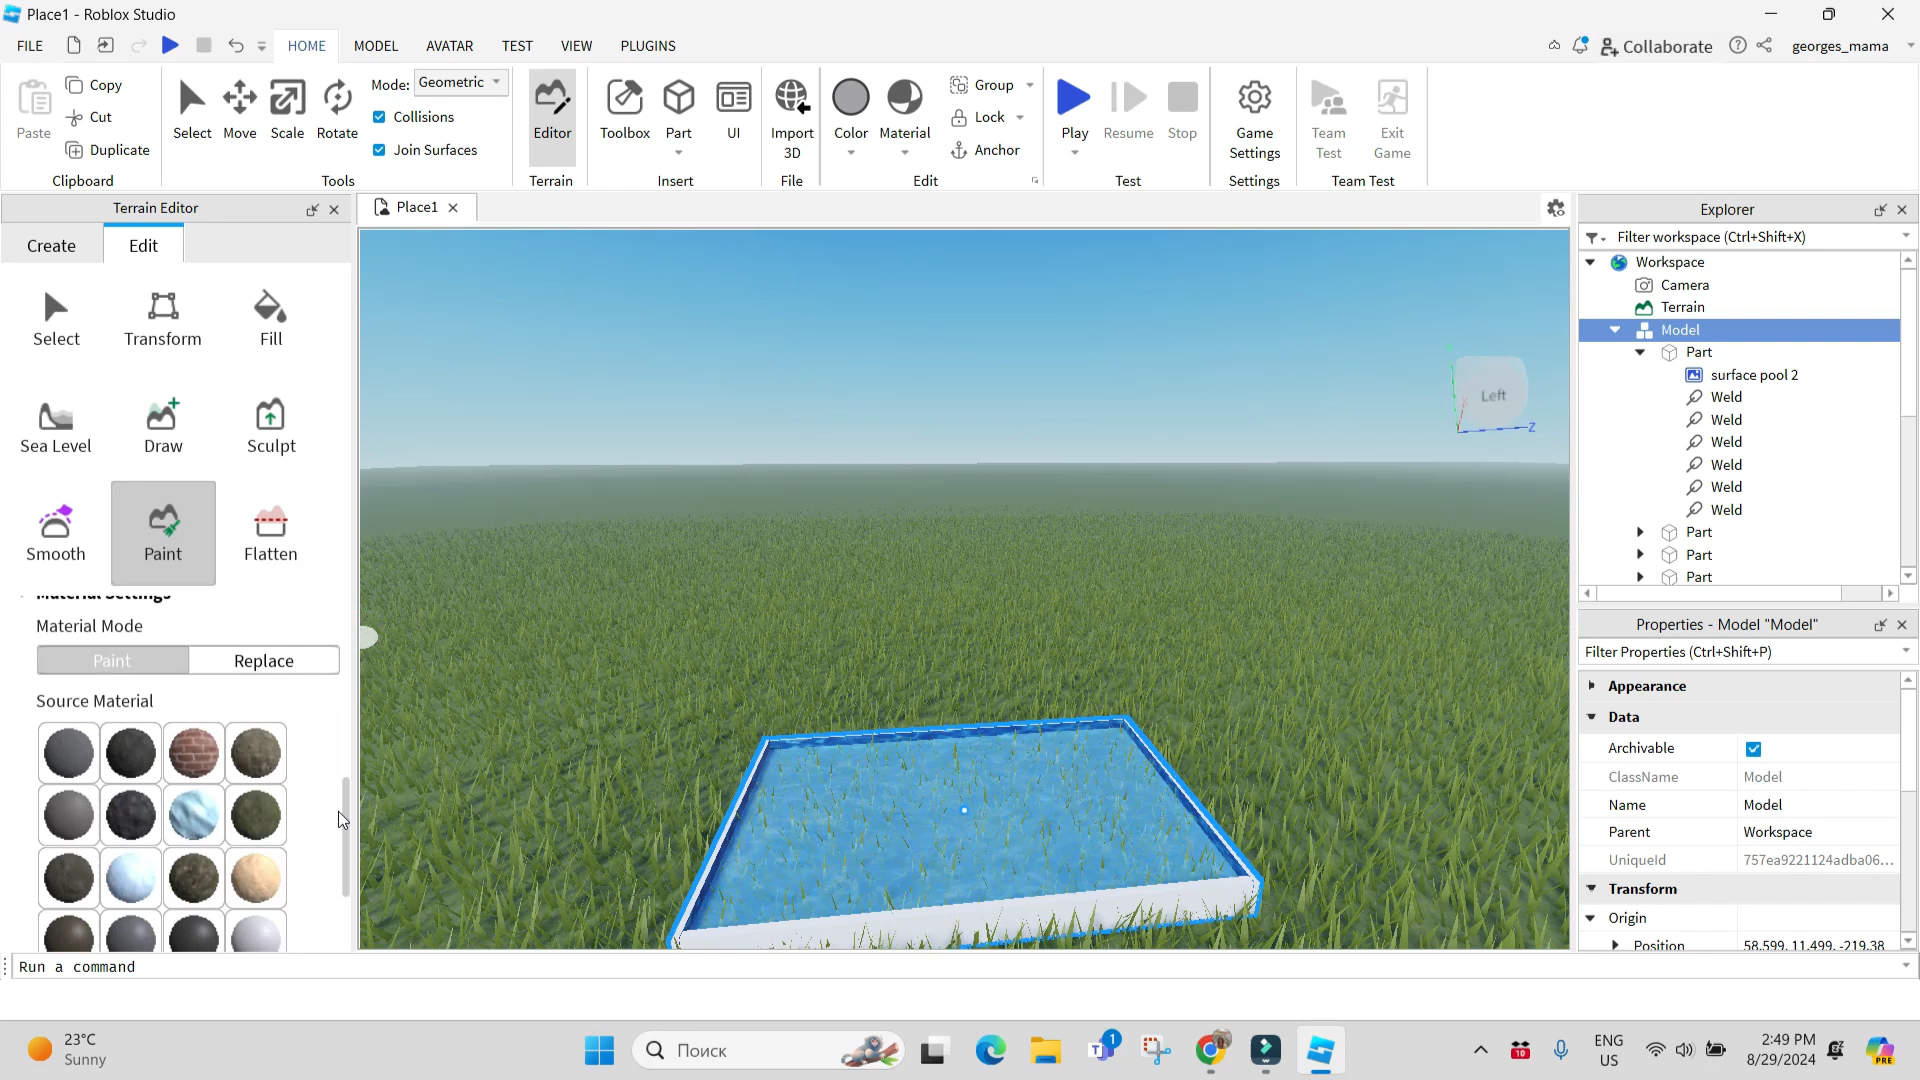 Place1 - Roblox Studio
FILE HOME MODEL AVATAR TEST VIEW PLUGINS
Collaborate georges_mama
Paste Copy Cut Duplicate
Select Move Scale Rotate
Mode: Geometric
Collisions
Join Surfaces
Editor
Toolbox Part UI
Import 3D
Color Material
Group
Lock
Anchor
Play Resume Stop
Game Settings
Team Test
Exit Game
Clipboard Tools Terrain Insert File Edit Test Settings Team Test
Terrain Editor
Create Edit
Select Transform Fill
Sea Level Draw Sculpt
Smooth Paint Flatten
Material Settings
Material Mode
Paint Replace
Source Material
Place1
Left
Z
Explorer
Filter workspace (Ctrl+Shift+X)
Workspace
Camera
Terrain
Model
Part
surface pool 2
Weld
Weld
Weld
Weld
Weld
Weld
Part
Part
Part
Properties - Model "Model"
Filter Properties (Ctrl+Shift+P)
Appearance
Data
Archivable
ClassName Model
Name Model
Parent Workspace
UniqueId 757ea9221124adba06...
Transform
Origin
Position 58.599, 11.499, -219.38
Run a command
23°C
Sunny
Поиск
1
10
PRE
ENG
US
2:49 PM
8/29/2024